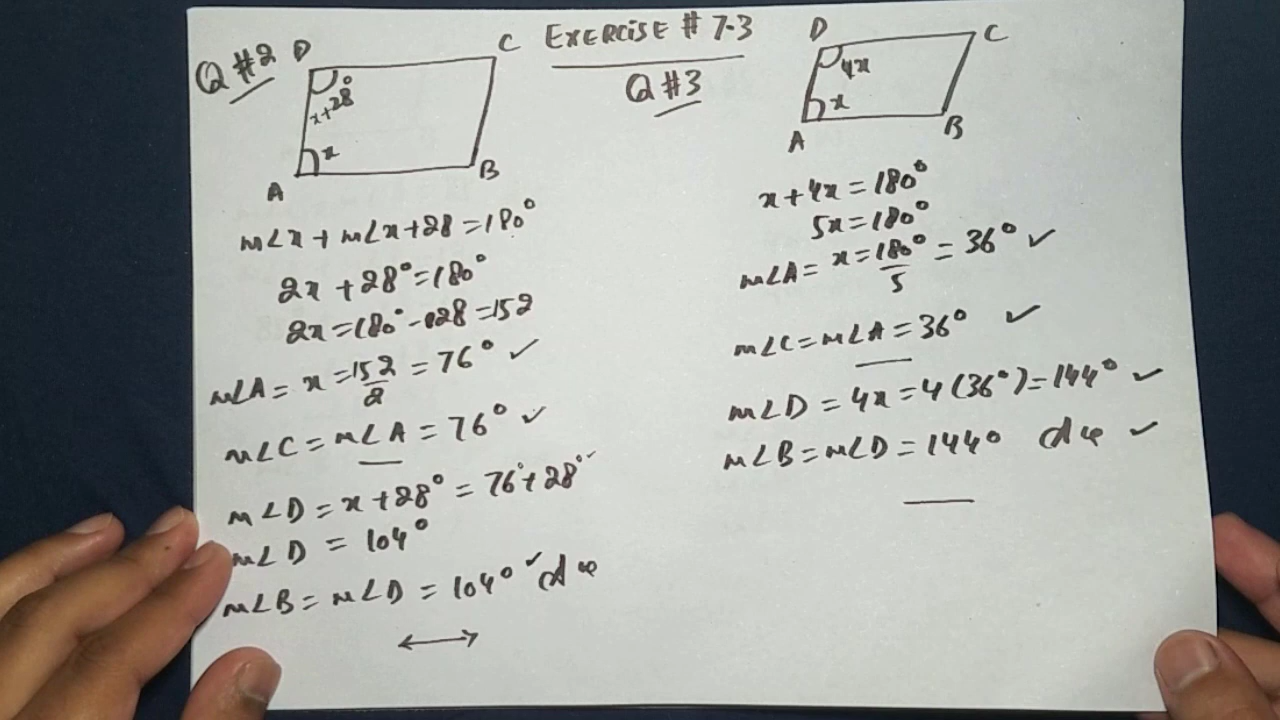 Exercise # 7.3
Q #2
D
C
x+28°
x
A
B
m∠x + m∠x+28 = 180°
2x + 28° = 180°
2x = 180° - 028 = 152
m∠A = x = 152/2 = 76° ✓
m∠C = m∠A = 76° ✓
m∠D = x + 28° = 76° + 28° ✓
m∠D = 104°
m∠B = m∠D = 104° ✓
Q #3
D
C
4x
x
A
B
x + 4x = 180°
5x = 180°
m∠A = x = 180°/5 = 36° ✓
m∠C = m∠A = 36° ✓
m∠D = 4x = 4(36°) = 144° ✓
m∠B = m∠D = 144° ✓